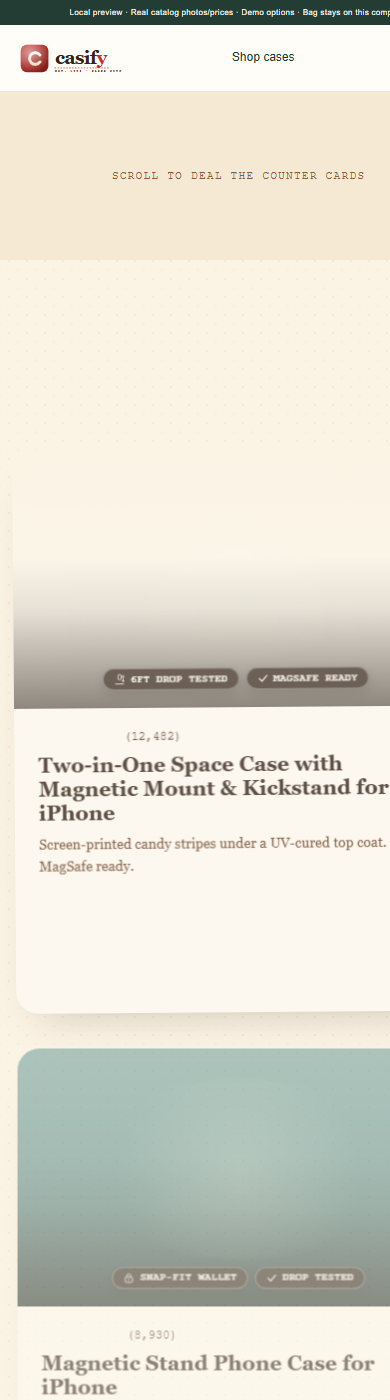 Local preview · Real catalog photos/prices · Demo options · Bag stays on this comp
casify
Shop cases
SCROLL TO DEAL THE COUNTER CARDS
6FT DROP TESTED
MAGSAFE READY
(12,482)
Two-in-One Space Case with
Magnetic Mount & Kickstand for
iPhone
Screen-printed candy stripes under a UV-cured top coat.
MagSafe ready.
SNAP-FIT WALLET
DROP TESTED
(8,930)
Magnetic Stand Phone Case for
iPhone